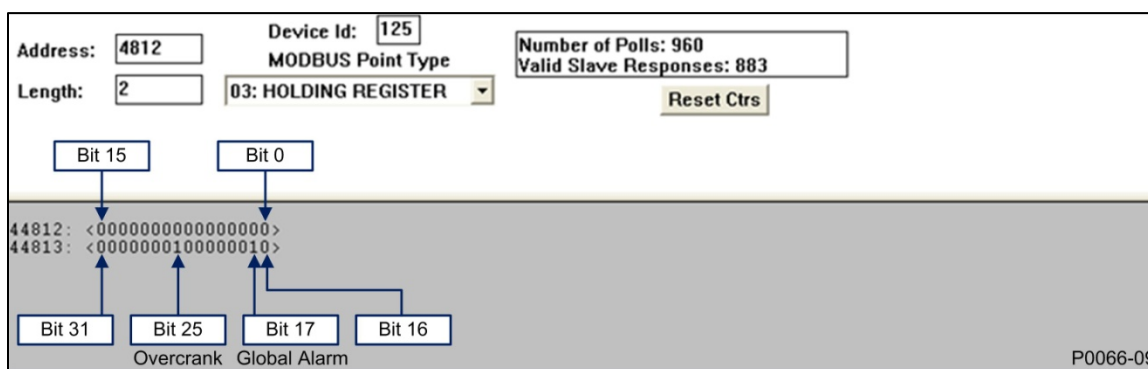 Address: 4812
Device Id: 125
MODBUS Point Type
Length: 2
03: HOLDING REGISTER
Number of Polls: 960
Valid Slave Responses: 883
Reset Ctrs
Bit 15
Bit 0
44812: <0000000000000000>
44813: <0000000100000010>
Bit 31
Bit 25
Bit 17
Bit 16
Overcrank
Global Alarm
P0066-09